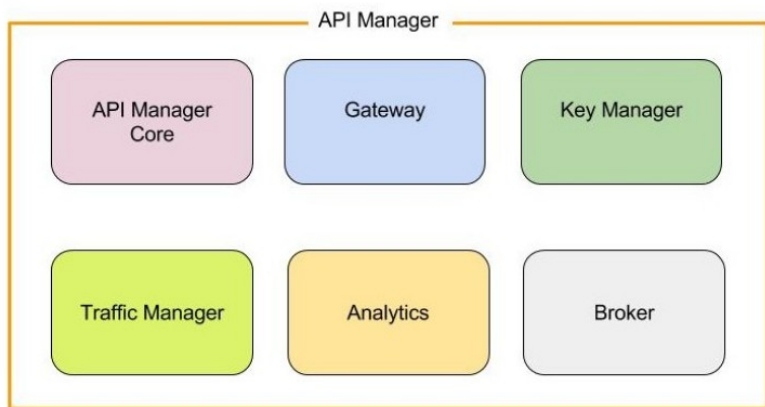 API Manager
API Manager
Core
Gateway
Key Manager
Traffic Manager
Analytics
Broker